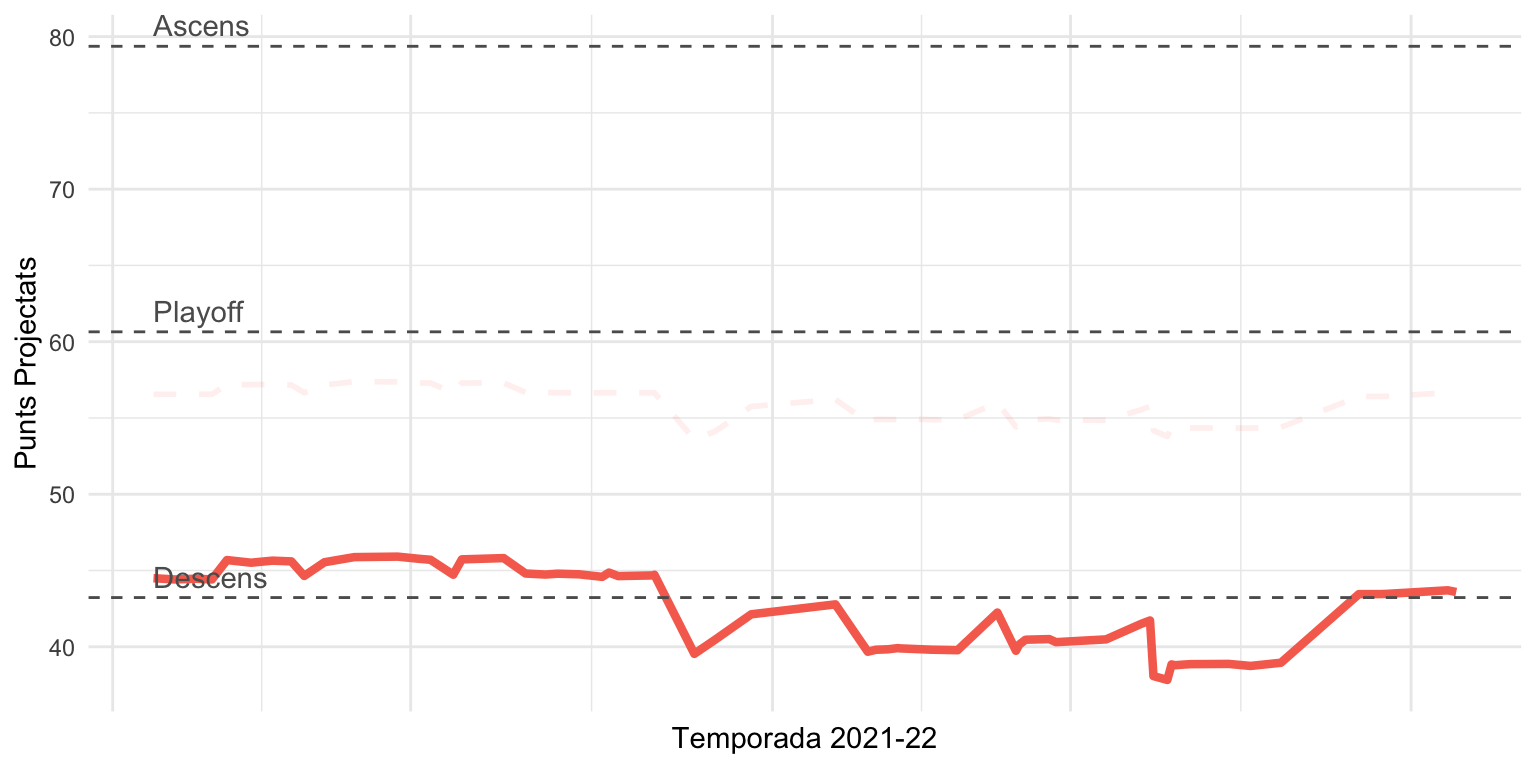 Ascens
80
70
Playoff
60
50
Descens
40
Punts Projectats
Temporada 2021-22